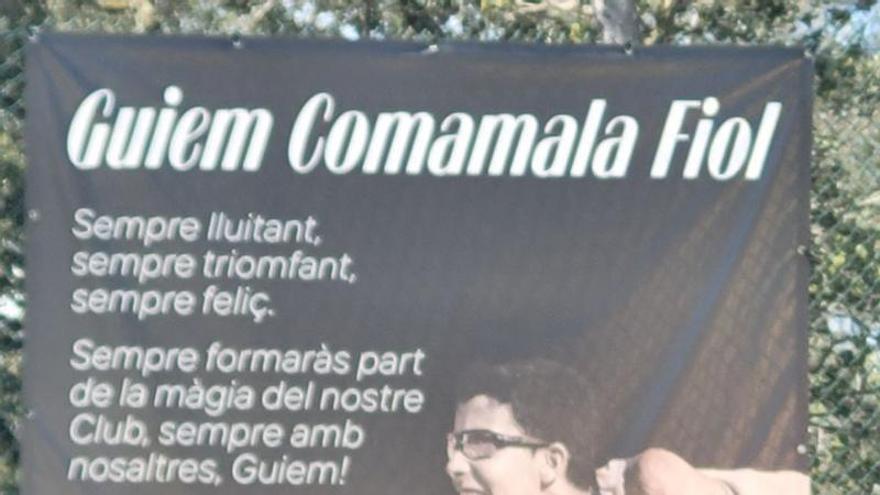 Guiem Comamala Fiol
Sempre lluitant,
sempre triomfant,
sempre feliç.
Sempre formaràs part
de la màgia del nostre
Club, sempre amb
nosaltres, Guiem!